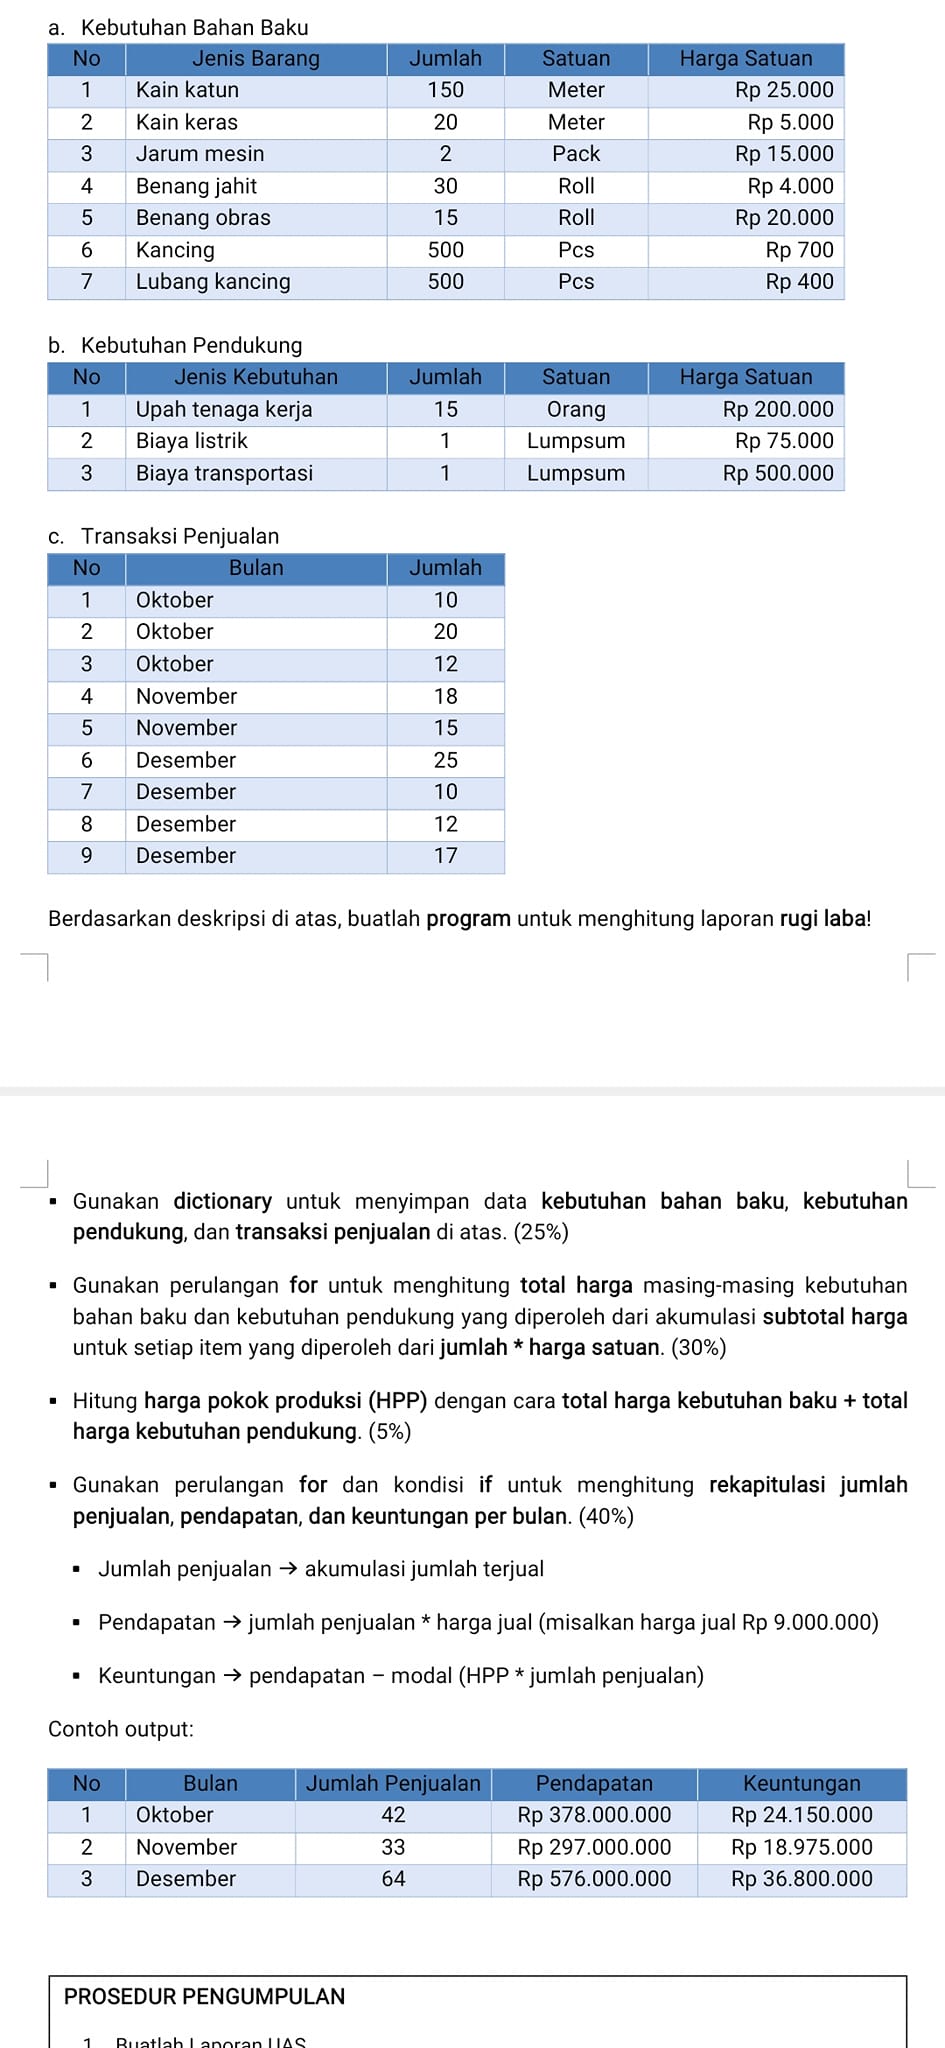 a. Kebutuhan Bahan Baku
No Jenis Barang Jumlah Satuan Harga Satuan
1 Kain katun 150 Meter Rp 25.000
2 Kain keras 20 Meter Rp 5.000
3 Jarum mesin 2 Pack Rp 15.000
4 Benang jahit 30 Roll Rp 4.000
5 Benang obras 15 Roll Rp 20.000
6 Kancing 500 Pcs Rp 700
7 Lubang kancing 500 Pcs Rp 400
b. Kebutuhan Pendukung
No Jenis Kebutuhan Jumlah Satuan Harga Satuan
1 Upah tenaga kerja 15 Orang Rp 200.000
2 Biaya listrik 1 Lumpsum Rp 75.000
3 Biaya transportasi 1 Lumpsum Rp 500.000
c. Transaksi Penjualan
No Bulan Jumlah
1 Oktober 10
2 Oktober 20
3 Oktober 12
4 November 18
5 November 15
6 Desember 25
7 Desember 10
8 Desember 12
9 Desember 17
Berdasarkan deskripsi di atas, buatlah program untuk menghitung laporan rugi laba!
▪ Gunakan dictionary untuk menyimpan data kebutuhan bahan baku, kebutuhan
pendukung, dan transaksi penjualan di atas. (25%)
▪ Gunakan perulangan for untuk menghitung total harga masing-masing kebutuhan
bahan baku dan kebutuhan pendukung yang diperoleh dari akumulasi subtotal harga
untuk setiap item yang diperoleh dari jumlah * harga satuan. (30%)
▪ Hitung harga pokok produksi (HPP) dengan cara total harga kebutuhan baku + total
harga kebutuhan pendukung. (5%)
▪ Gunakan perulangan for dan kondisi if untuk menghitung rekapitulasi jumlah
penjualan, pendapatan, dan keuntungan per bulan. (40%)
▪ Jumlah penjualan → akumulasi jumlah terjual
▪ Pendapatan → jumlah penjualan * harga jual (misalkan harga jual Rp 9.000.000)
▪ Keuntungan → pendapatan – modal (HPP * jumlah penjualan)
Contoh output:
No Bulan Jumlah Penjualan Pendapatan Keuntungan
1 Oktober 42 Rp 378.000.000 Rp 24.150.000
2 November 33 Rp 297.000.000 Rp 18.975.000
3 Desember 64 Rp 576.000.000 Rp 36.800.000
PROSEDUR PENGUMPULAN
1. Buatlah Laporan UAS